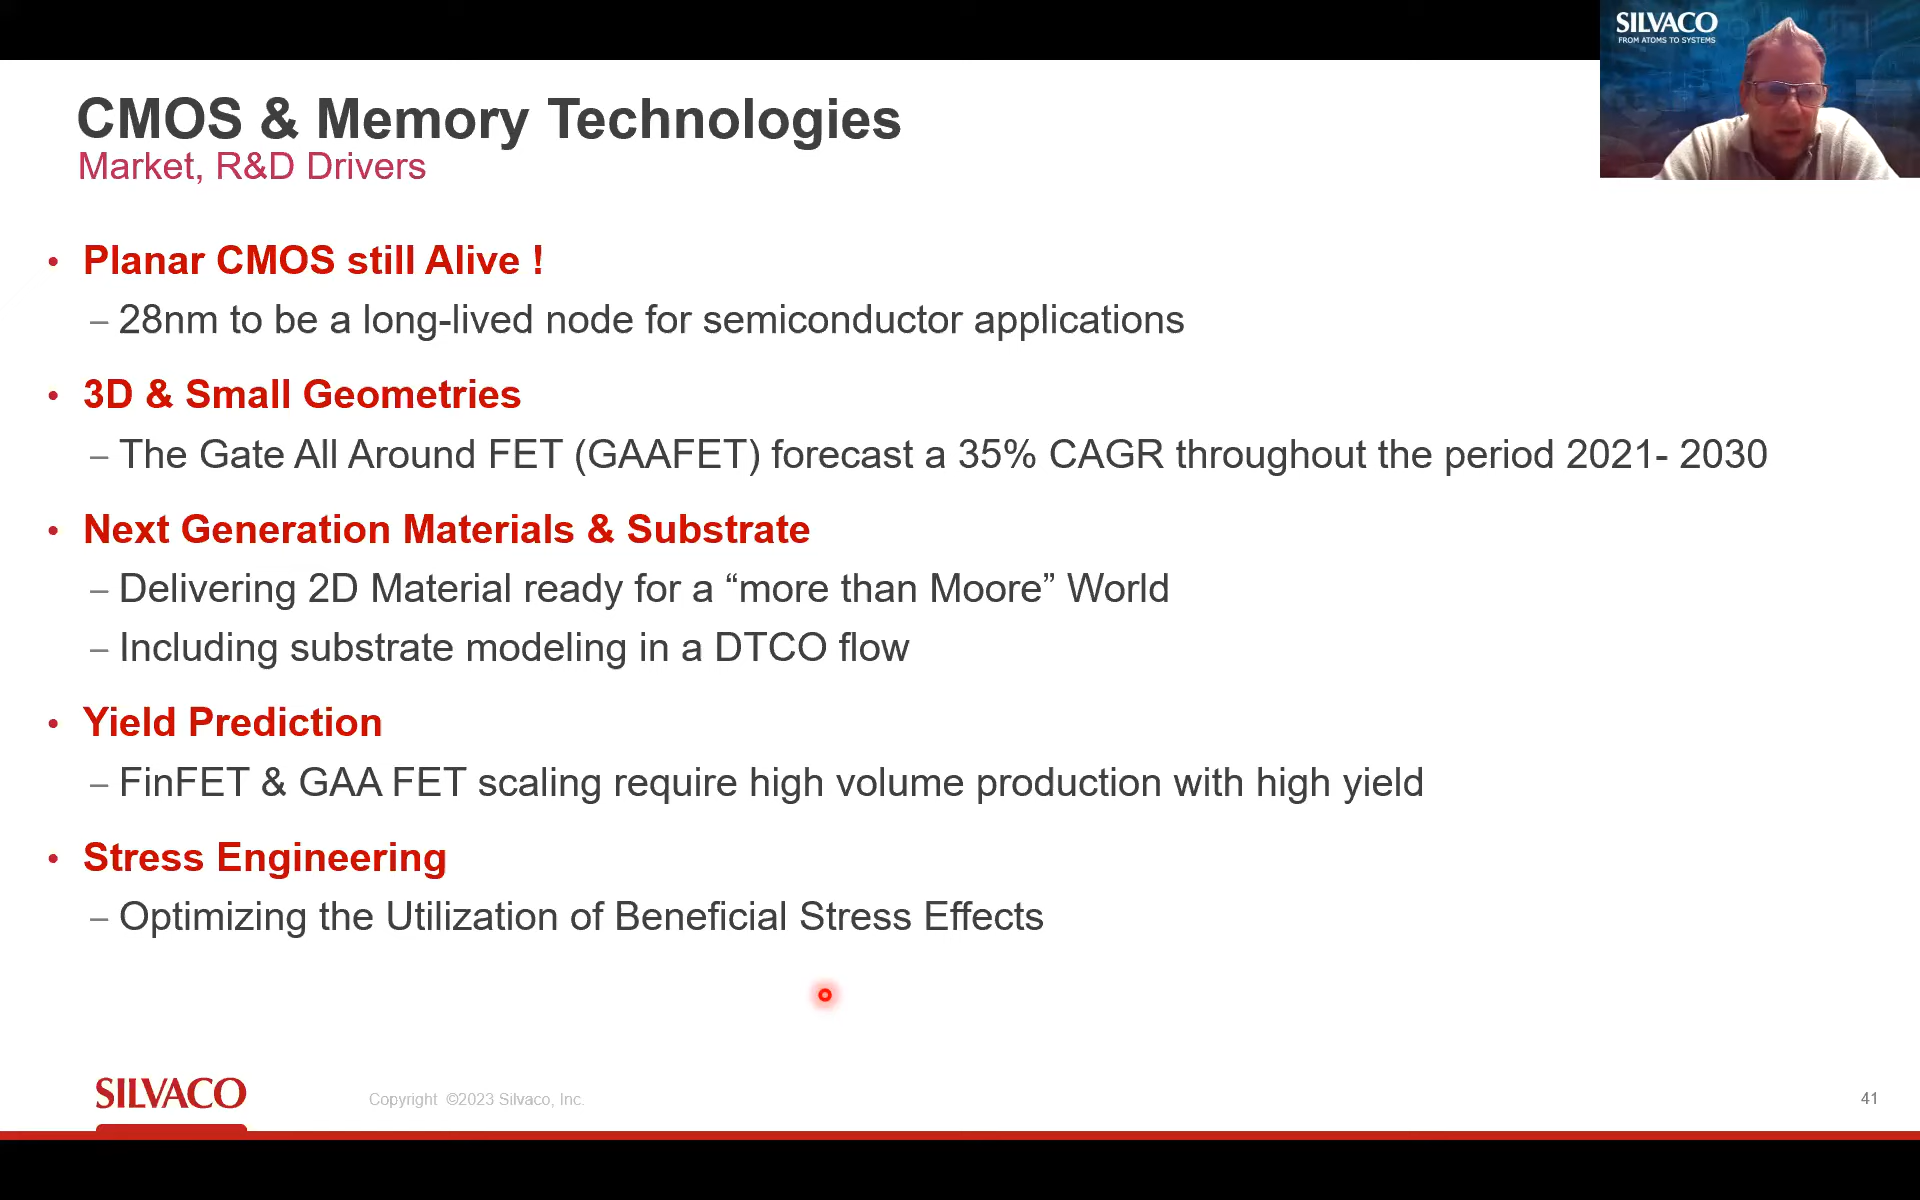 SILVACO
FROM ATOMS TO SYSTEMS
CMOS & Memory Technologies
Market, R&D Drivers
• Planar CMOS still Alive !
– 28nm to be a long-lived node for semiconductor applications
• 3D & Small Geometries
– The Gate All Around FET (GAAFET) forecast a 35% CAGR throughout the period 2021- 2030
• Next Generation Materials & Substrate
– Delivering 2D Material ready for a “more than Moore” World
– Including substrate modeling in a DTCO flow
• Yield Prediction
– FinFET & GAA FET scaling require high volume production with high yield
• Stress Engineering
– Optimizing the Utilization of Beneficial Stress Effects
SILVACO
Copyright ©2023 Silvaco, Inc.
41